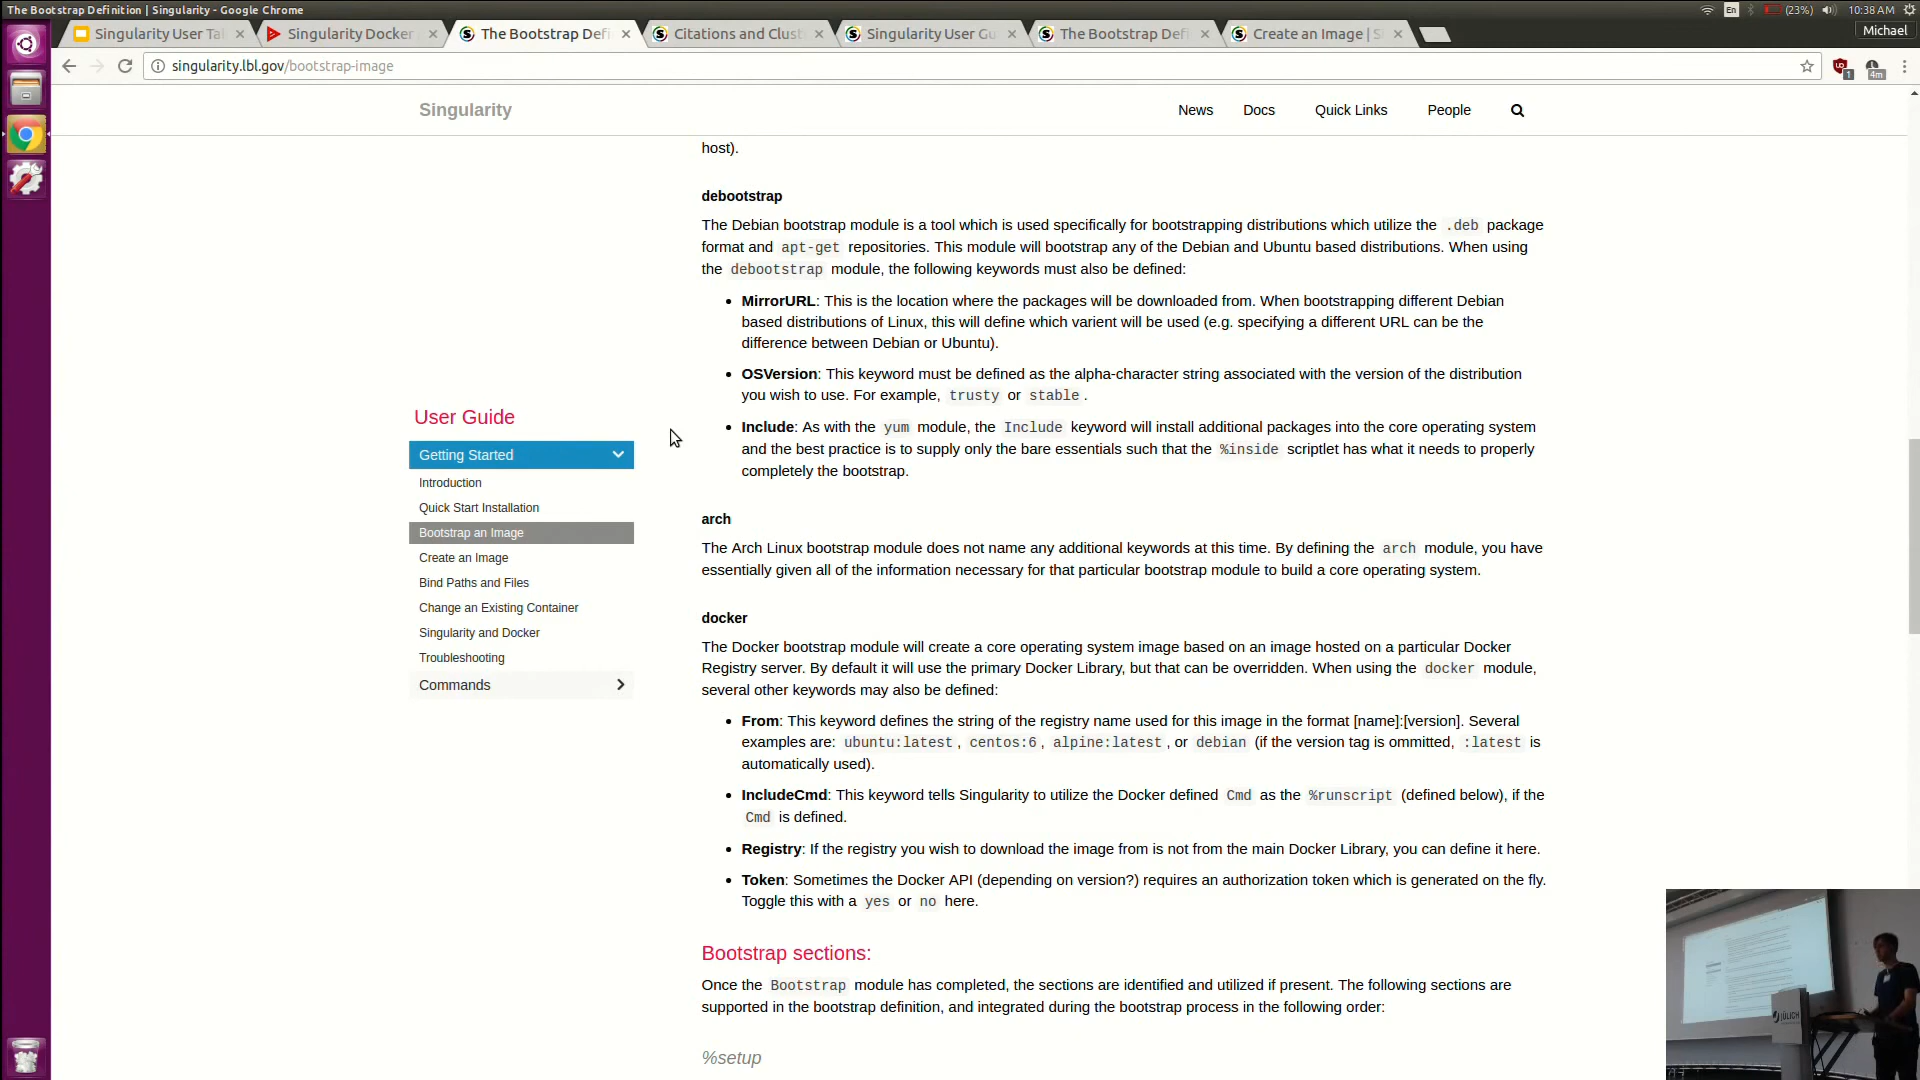 The Bootstrap Definition | Singularity - Google Chrome
En
(23%)
10:38 AM
Singularity User Tal
Singularity Docker
The Bootstrap Defi
Citations and Clust
Singularity User Gu
The Bootstrap Defi
Create an Image | S
Michael
singularity.lbl.gov/bootstrap-image
1
4m
Singularity
News
Docs
Quick Links
People
host).
debootstrap
The Debian bootstrap module is a tool which is used specifically for bootstrapping distributions which utilize the .deb package
format and apt-get repositories. This module will bootstrap any of the Debian and Ubuntu based distributions. When using
the debootstrap module, the following keywords must also be defined:
• MirrorURL: This is the location where the packages will be downloaded from. When bootstrapping different Debian
based distributions of Linux, this will define which varient will be used (e.g. specifying a different URL can be the
difference between Debian or Ubuntu).
• OSVersion: This keyword must be defined as the alpha-character string associated with the version of the distribution
you wish to use. For example, trusty or stable.
• Include: As with the yum module, the Include keyword will install additional packages into the core operating system
and the best practice is to supply only the bare essentials such that the %inside scriptlet has what it needs to properly
completely the bootstrap.
arch
The Arch Linux bootstrap module does not name any additional keywords at this time. By defining the arch module, you have
essentially given all of the information necessary for that particular bootstrap module to build a core operating system.
docker
The Docker bootstrap module will create a core operating system image based on an image hosted on a particular Docker
Registry server. By default it will use the primary Docker Library, but that can be overridden. When using the docker module,
several other keywords may also be defined:
• From: This keyword defines the string of the registry name used for this image in the format [name]:[version]. Several
examples are: ubuntu:latest, centos:6, alpine:latest, or debian (if the version tag is ommitted, :latest is
automatically used).
• IncludeCmd: This keyword tells Singularity to utilize the Docker defined Cmd as the %runscript (defined below), if the
Cmd is defined.
• Registry: If the registry you wish to download the image from is not from the main Docker Library, you can define it here.
• Token: Sometimes the Docker API (depending on version?) requires an authorization token which is generated on the fly.
Toggle this with a yes or no here.
Bootstrap sections:
Once the Bootstrap module has completed, the sections are identified and utilized if present. The following sections are
supported in the bootstrap definition, and integrated during the bootstrap process in the following order:
%setup
User Guide
Getting Started
Introduction
Quick Start Installation
Bootstrap an Image
Create an Image
Bind Paths and Files
Change an Existing Container
Singularity and Docker
Troubleshooting
Commands
JÜLICH